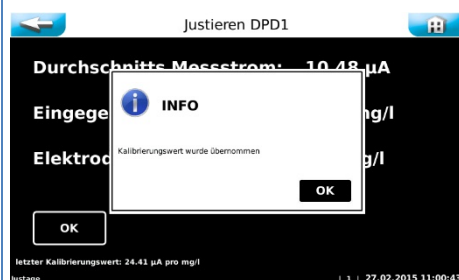 Justieren DPD1
Durchschnitts Messstrom: 10.48 µA
Eingege
INFO
Kalibrierungswert wurde übernommen
OK
OK
letzter Kalibrierungswert: 24.41 µA pro mg/l
Justage | 1 | 27.02.2015 11:00:43